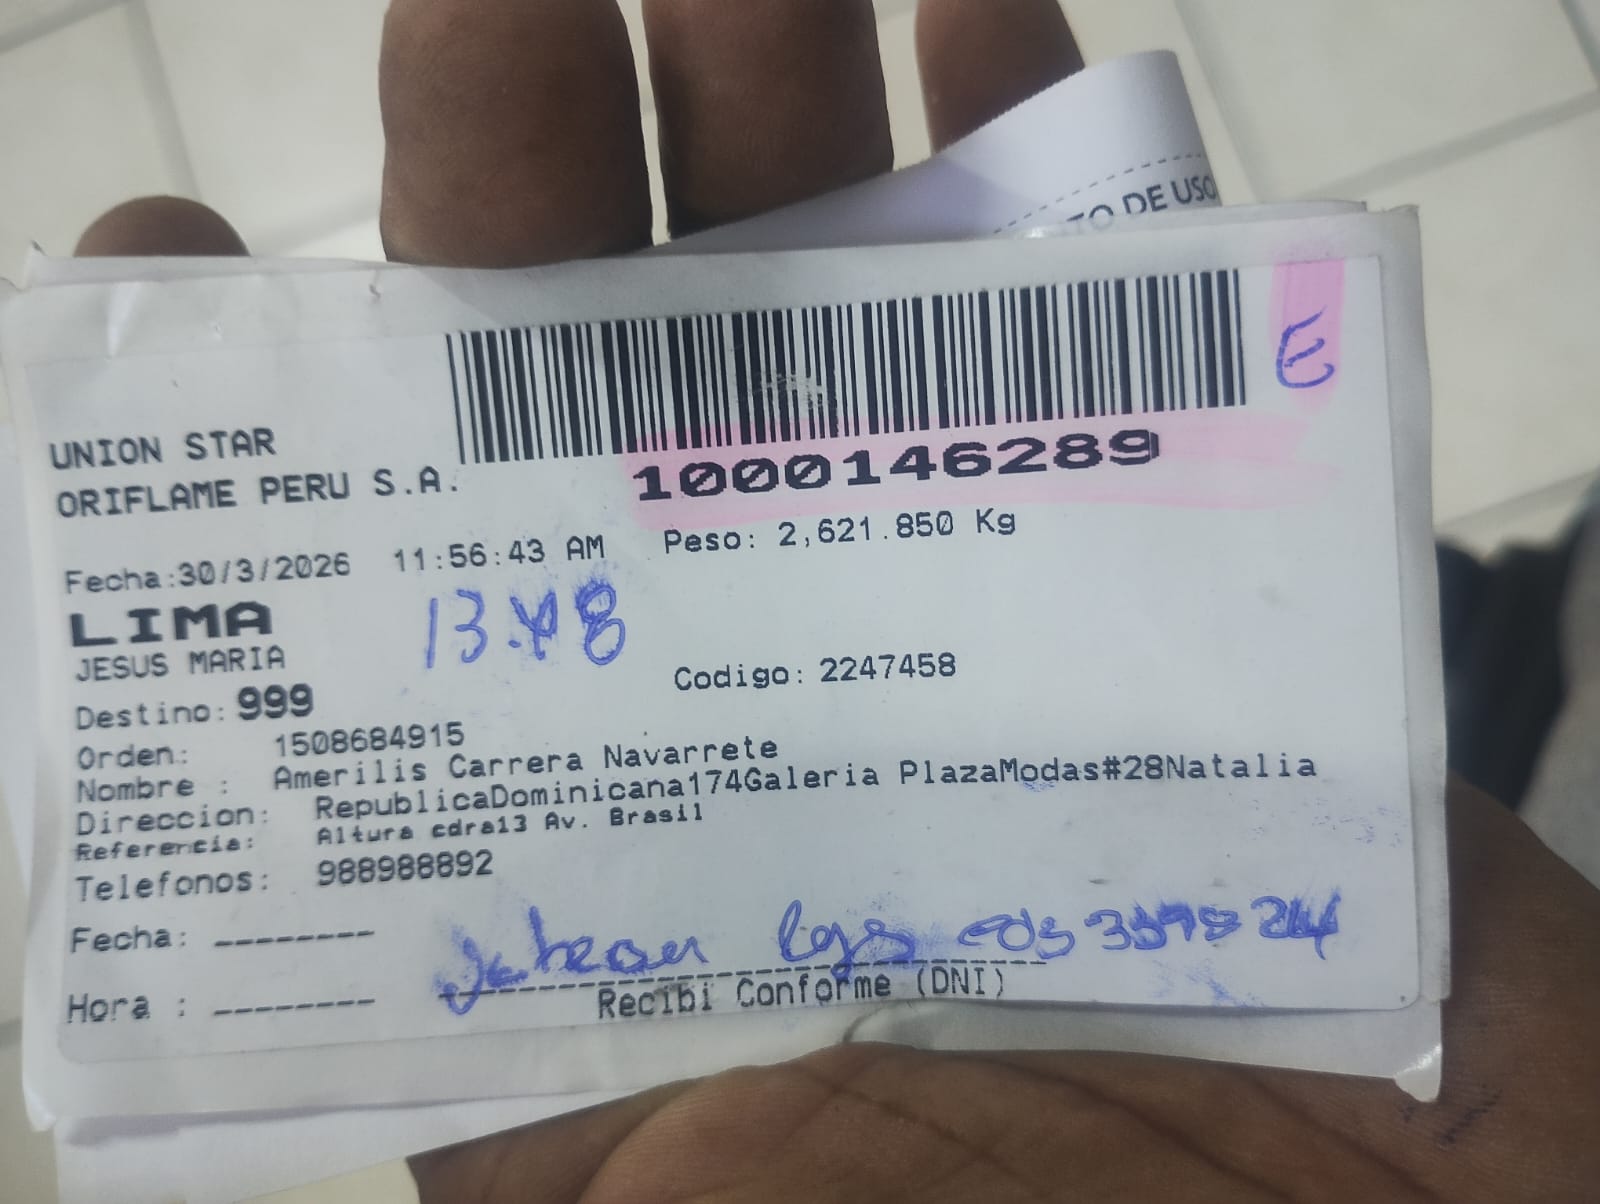 TO DE USO
E
UNION STAR
ORIFLAME PERU S.A.
1000146289
Fecha:30/3/2026 11:56:43 AM Peso: 2,621.850 Kg
LIMA
13:48
JESUS MARIA
Codigo: 2247458
Destino: 999
Orden: 1508684915
Nombre : Amerilis Carrera Navarrete
Direccion: RepublicaDominicana174Galeria PlazaModas#28Natalia
Referencia: Altura cdra13 Av. Brasil
Telefonos: 988988892
Fecha: --------
Hora : --------
Recibi Conforme (DNI)